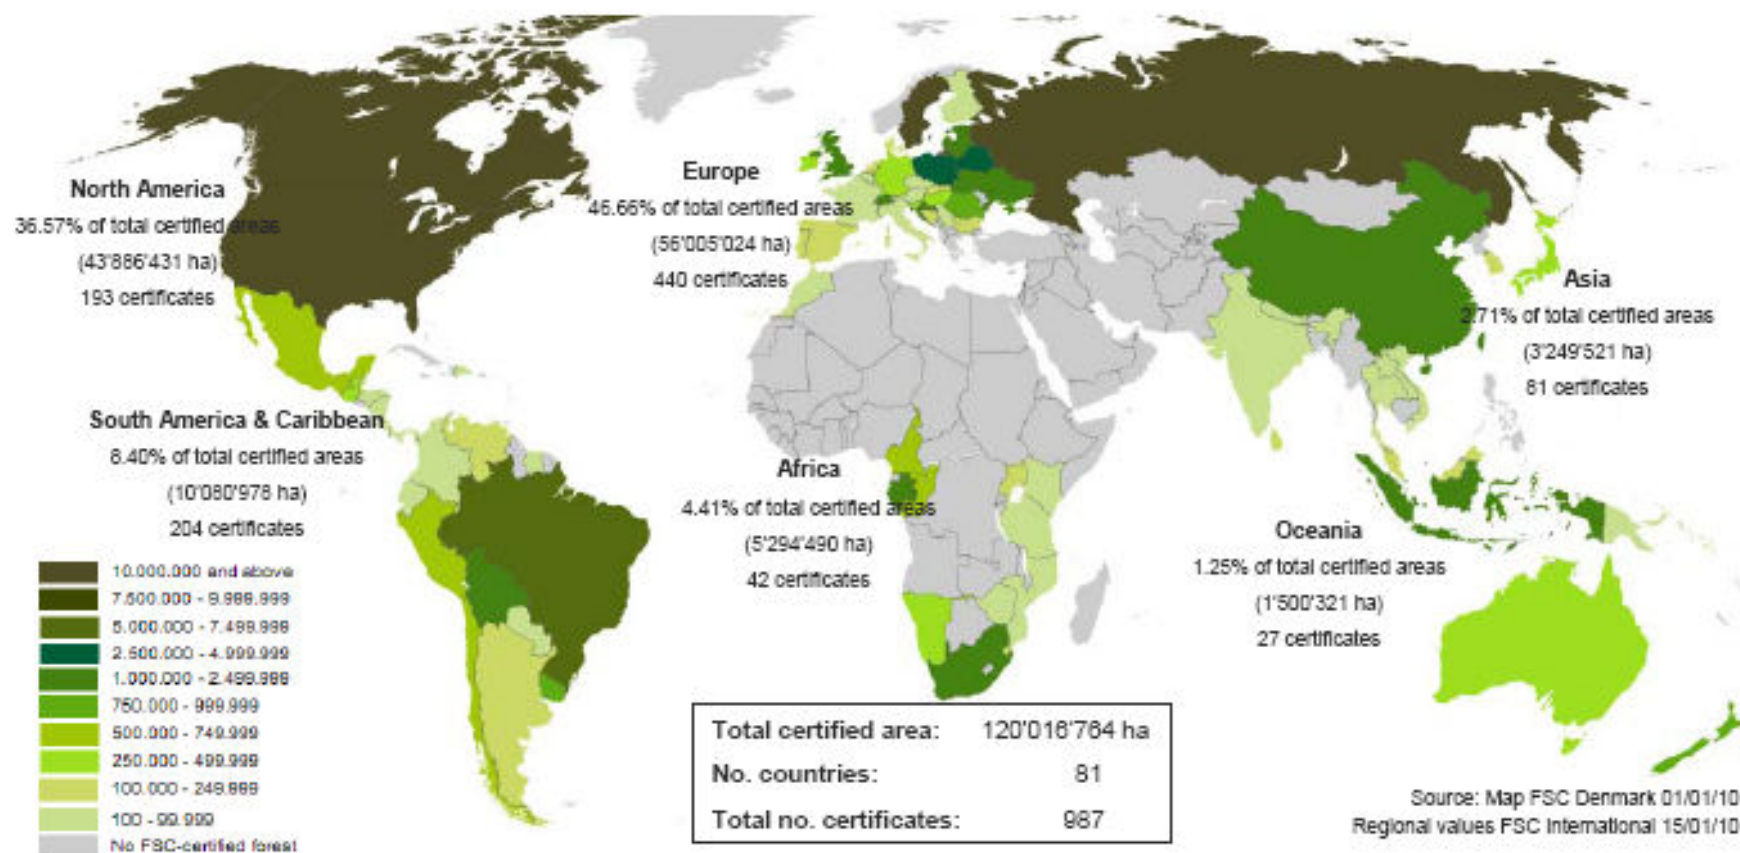 North America
36.57% of total certified areas
(43'886'431 ha)
193 certificates
Europe
46.66% of total certified areas
(56'005'024 ha)
440 certificates
Asia
2.71% of total certified areas
(3'249'521 ha)
81 certificates
South America & Caribbean
8.40% of total certified areas
(10'080'978 ha)
204 certificates
Africa
4.41% of total certified areas
(5'294'490 ha)
42 certificates
Oceania
1.25% of total certified areas
(1'500'321 ha)
27 certificates
10.000.000 and above
7.500.000 - 9.999.999
5.000.000 - 7.499.999
2.500.000 - 4.999.999
1.000.000 - 2.499.999
750.000 - 999.999
500.000 - 749.999
250.000 - 499.999
100.000 - 249.999
100 - 99.999
No FSC-certified forest
Total certified area: 120'016'764 ha
No. countries: 81
Total no. certificates: 987
Source: Map FSC Denmark 01/01/10
Regional values FSC International 15/01/10